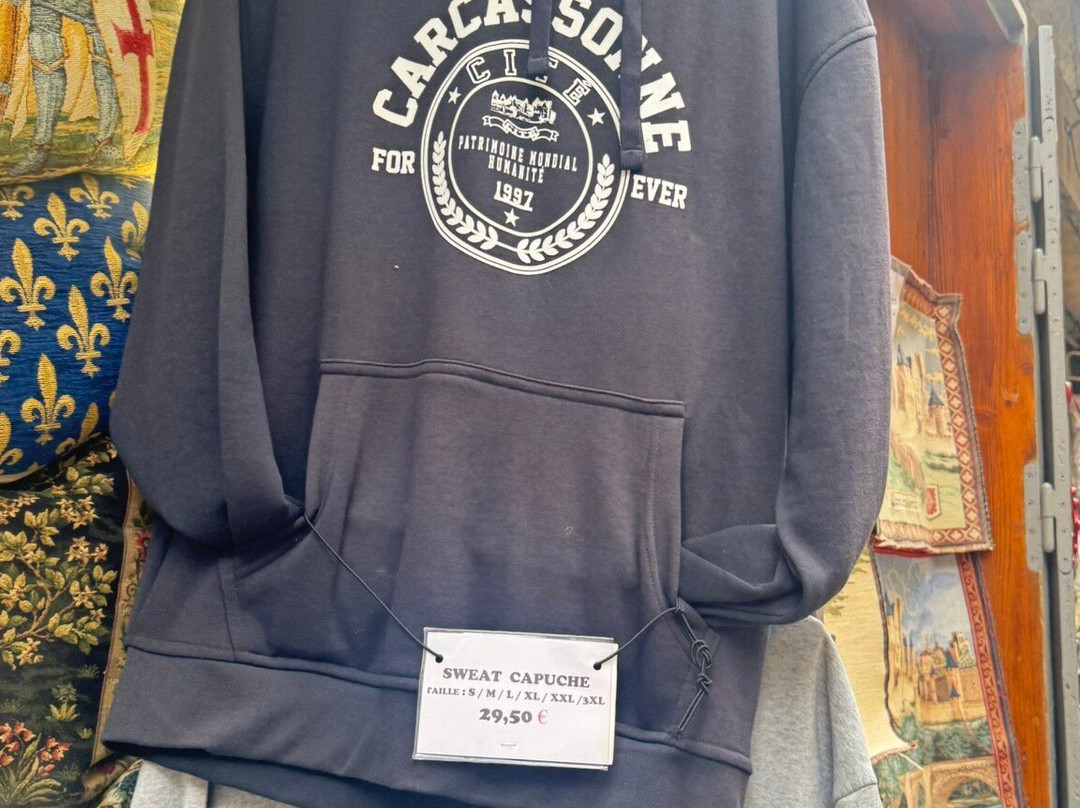 CARCASSONNE
CITÉ
PATRIMOINE MONDIAL
HUMANITÉ
1997
FOR
EVER
SWEAT CAPUCHE
TAILLE : S / M / L / XL / XXL /3XL
29,50 €